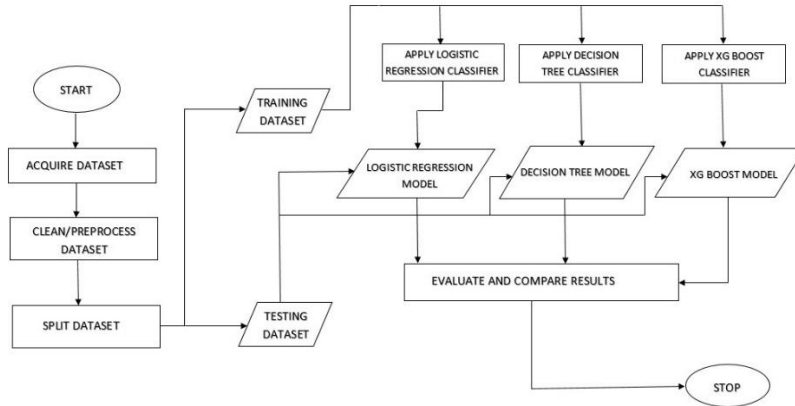 START
ACQUIRE DATASET
CLEAN/PREPROCESS
DATASET
SPLIT DATASET
TRAINING
DATASET
TESTING
DATASET
APPLY LOGISTIC
REGRESSION CLASSIFIER
APPLY DECISION
TREE CLASSIFIER
APPLY XG BOOST
CLASSIFIER
LOGISTIC REGRESSION
MODEL
DECISION TREE MODEL
XG BOOST MODEL
EVALUATE AND COMPARE RESULTS
STOP